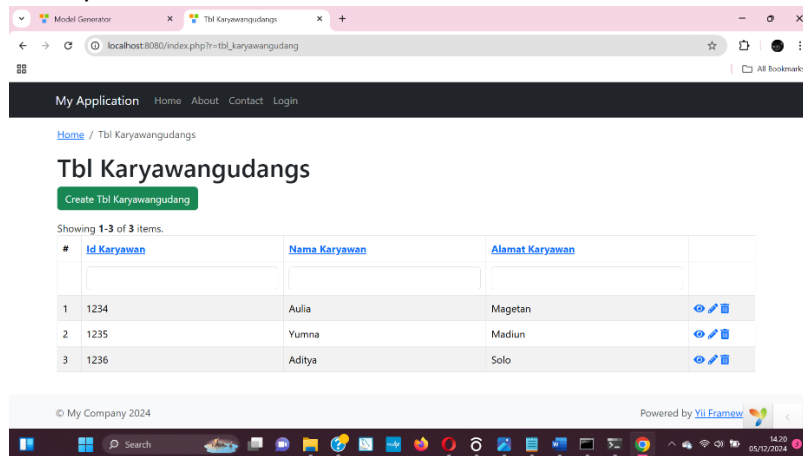 Model Generator
Tbl Karyawangudangs
localhost:8080/index.php?r=tbl_karyawangudang
All Bookmarks
My Application Home About Contact Login
Home / Tbl Karyawangudangs
Tbl Karyawangudangs
Create Tbl Karyawangudang
Showing 1-3 of 3 items.
# Id Karyawan Nama Karyawan Alamat Karyawan
1 1234 Aulia Magetan
2 1235 Yumna Madiun
3 1236 Aditya Solo
© My Company 2024 Powered by Yii Framew
Search
14.20
05/12/2024